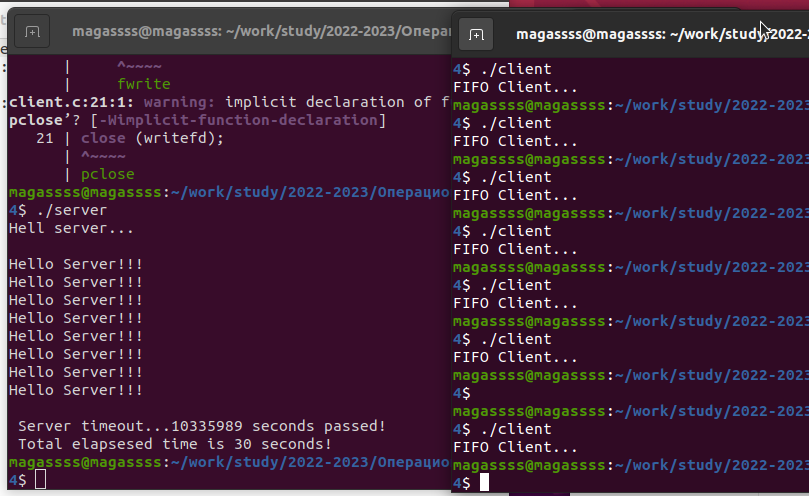 magassss@magassss: ~/work/study/2022-2023/Опера
| ^~~~~
| fwrite
client.c:21:1: warning: implicit declaration of f
pclose’? [-Wimplicit-function-declaration]
21 | close (writefd);
| ^~~~~
| pclose
magassss@magassss:~/work/study/2022-2023/Операцио
4$ ./server
Hell server...
Hello Server!!!
Hello Server!!!
Hello Server!!!
Hello Server!!!
Hello Server!!!
Hello Server!!!
Hello Server!!!
Hello Server!!!
Server timeout...10335989 seconds passed!
Total elapsesed time is 30 seconds!
magassss@magassss:~/work/study/2022-2023/Операцио
4$
magassss@magassss: ~/work/study/2022-2
4$ ./client
FIFO Client...
magassss@magassss:~/work/study/2022-2023
4$ ./client
FIFO Client...
magassss@magassss:~/work/study/2022-2023
4$ ./client
FIFO Client...
magassss@magassss:~/work/study/2022-2023
4$ ./client
FIFO Client...
magassss@magassss:~/work/study/2022-2023
4$ ./client
FIFO Client...
magassss@magassss:~/work/study/2022-2023
4$ ./client
FIFO Client...
magassss@magassss:~/work/study/2022-2023
4$
magassss@magassss:~/work/study/2022-2023
4$ ./client
FIFO Client...
magassss@magassss:~/work/study/2022-2023
4$